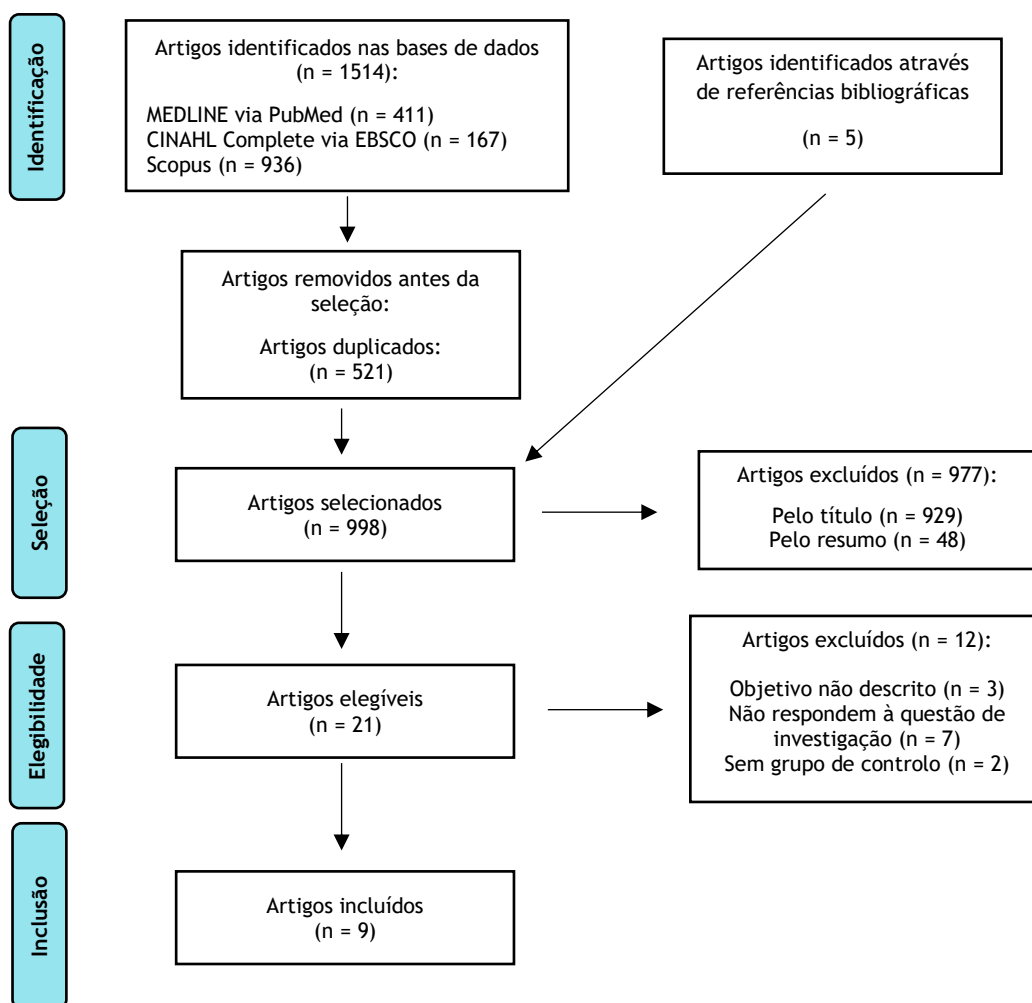 Identificação
Artigos identificados nas bases de dados
(n = 1514):
MEDLINE via PubMed (n = 411)
CINAHL Complete via EBSCO (n = 167)
Scopus (n = 936)
Artigos identificados através
de referências bibliográficas
(n = 5)
Artigos removidos antes da
seleção:
Artigos duplicados:
(n = 521)
Seleção
Artigos selecionados
(n = 998)
Artigos excluídos (n = 977):
Pelo título (n = 929)
Pelo resumo (n = 48)
Elegibilidade
Artigos elegíveis
(n = 21)
Artigos excluídos (n = 12):
Objetivo não descrito (n = 3)
Não respondem à questão de
investigação (n = 7)
Sem grupo de controlo (n = 2)
Inclusão
Artigos incluídos
(n = 9)